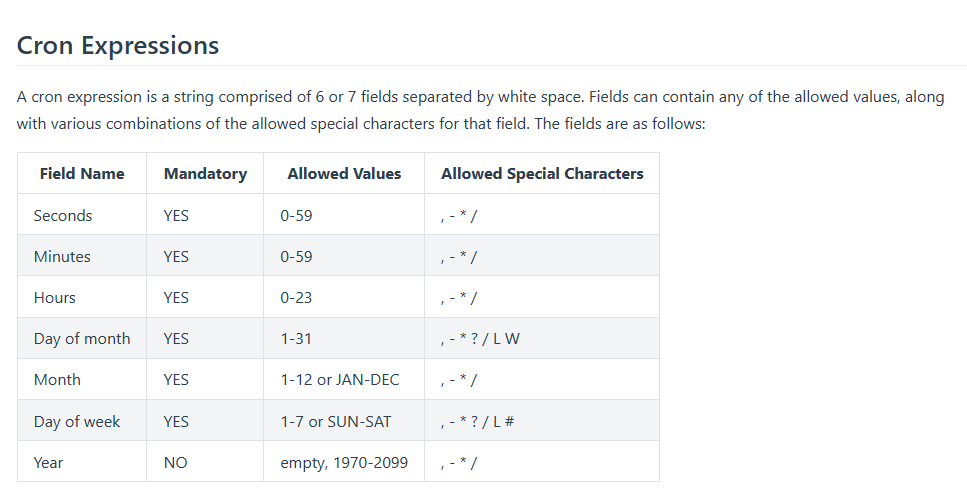 Cron Expressions
A cron expression is a string comprised of 6 or 7 fields separated by white space. Fields can contain any of the allowed values, along
with various combinations of the allowed special characters for that field. The fields are as follows:
Field Name Mandatory Allowed Values Allowed Special Characters
Seconds YES 0-59 , - * /
Minutes YES 0-59 , - * /
Hours YES 0-23 , - * /
Day of month YES 1-31 , - * ? / L W
Month YES 1-12 or JAN-DEC , - * /
Day of week YES 1-7 or SUN-SAT , - * ? / L #
Year NO empty, 1970-2099 , - * /